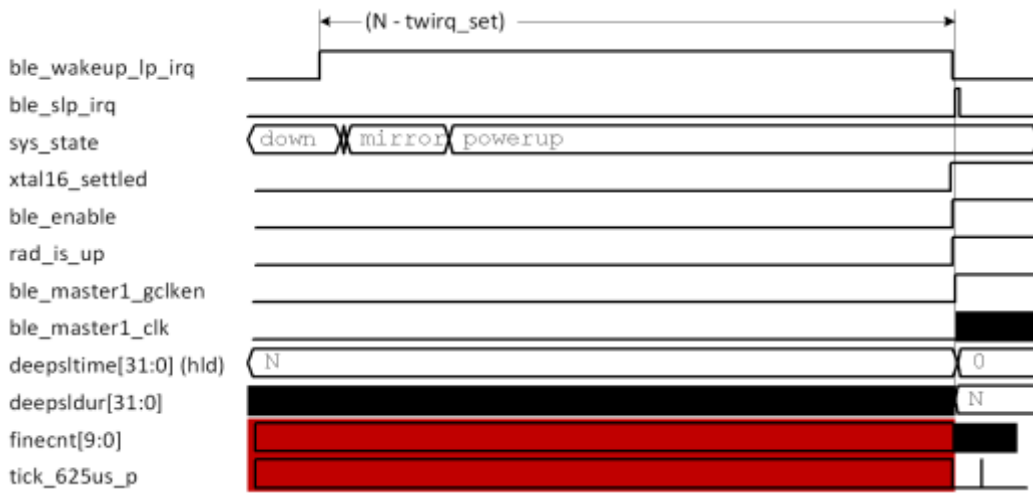 (N - twirq_set)
ble_wakeup_lp_irq
ble_slp_irq
sys_state down mirror powerup
xtal16_settled
ble_enable
rad_is_up
ble_master1_gclken
ble_master1_clk
deepsltime[31:0] (hld) N 0
deepsldur[31:0] N
finecnt[9:0]
tick_625us_p